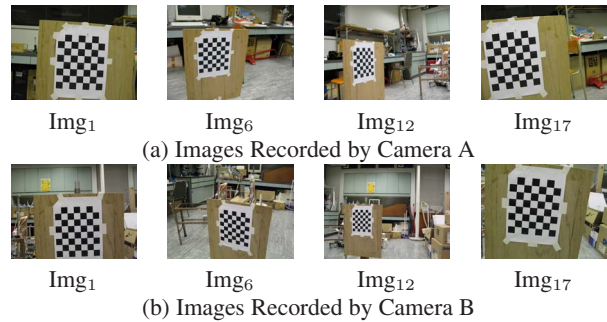 Img₁ Img₆ Img₁₂ Img₁₇
(a) Images Recorded by Camera A
Img₁ Img₆ Img₁₂ Img₁₇
(b) Images Recorded by Camera B